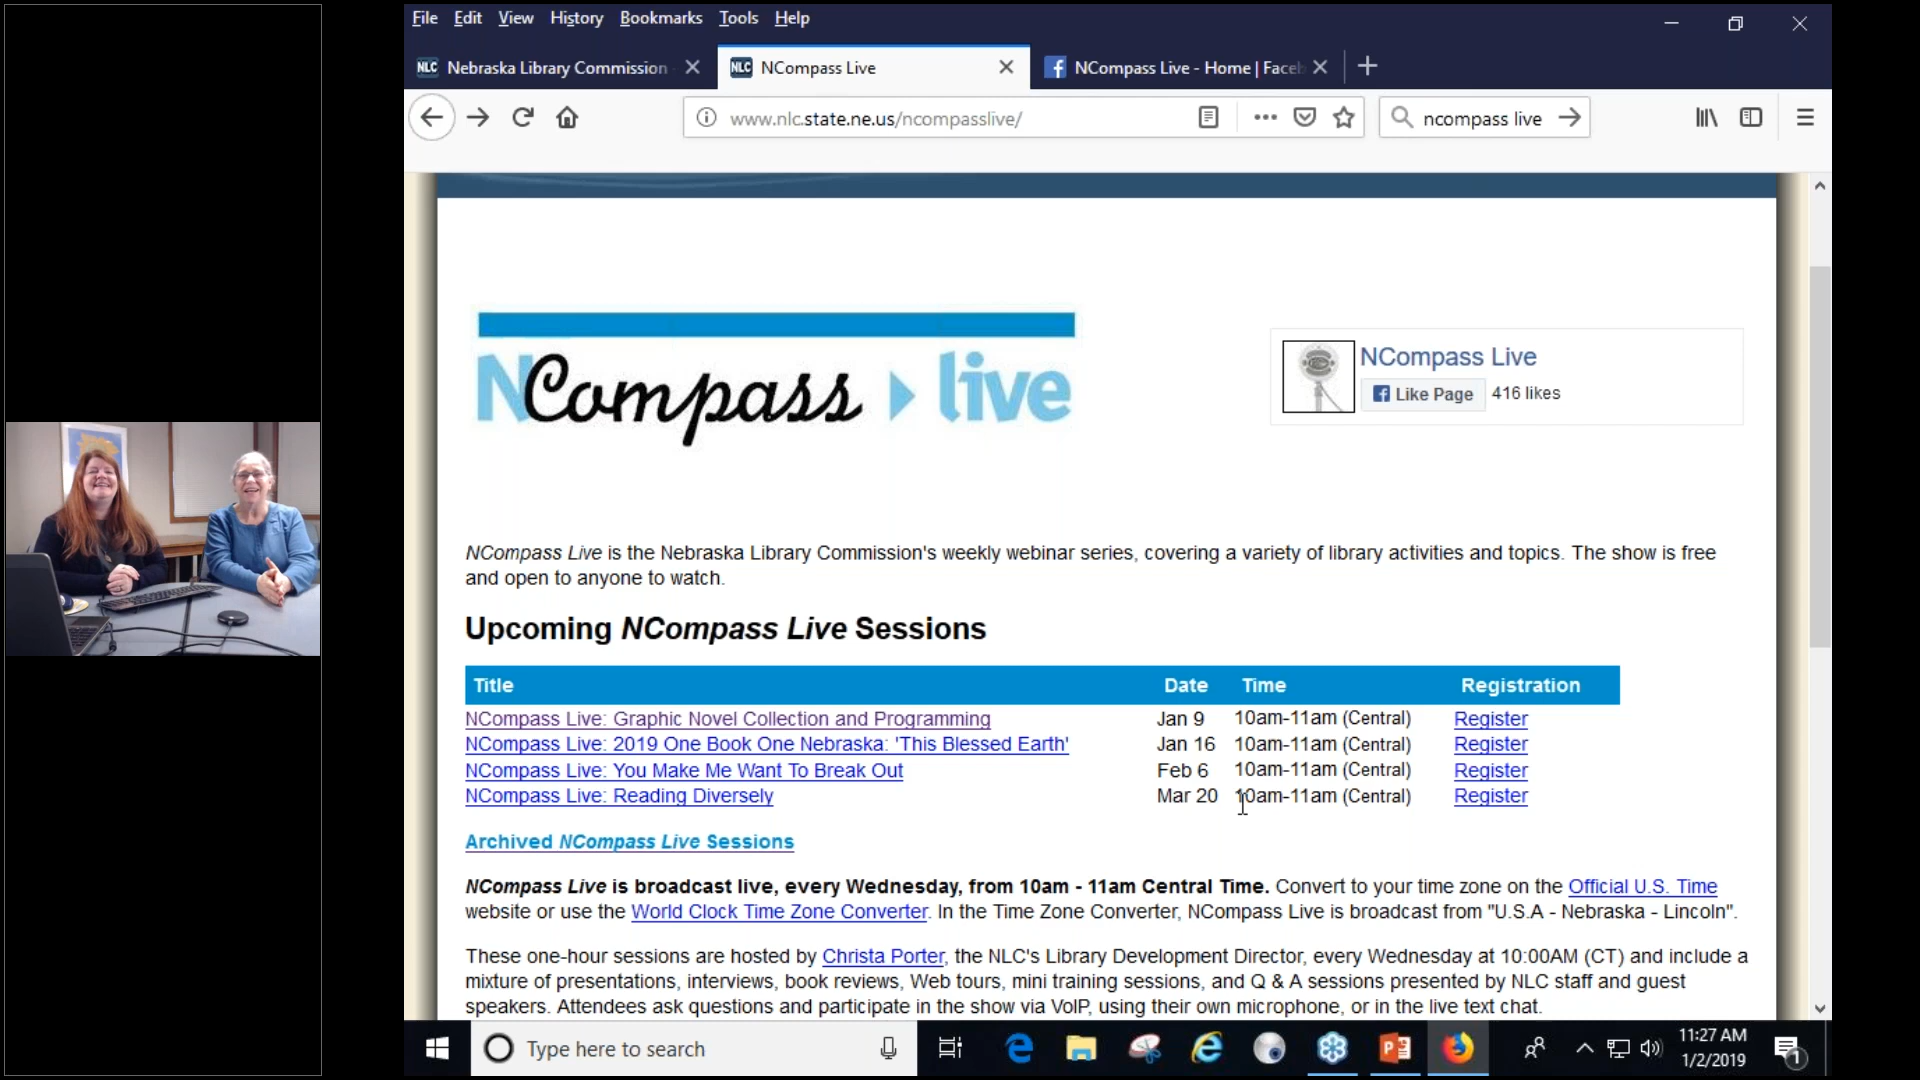 File Edit View History Bookmarks Tools Help
NLC Nebraska Library Commission - NLC NCompass Live NCompass Live - Home | Faceb
www.nlc.state.ne.us/ncompasslive/ ncompass live
NCompass live
NCompass Live
Like Page 416 likes
NCompass Live is the Nebraska Library Commission's weekly webinar series, covering a variety of library activities and topics. The show is free
and open to anyone to watch.
Upcoming NCompass Live Sessions
Title Date Time Registration
NCompass Live: Graphic Novel Collection and Programming Jan 9 10am-11am (Central) Register
NCompass Live: 2019 One Book One Nebraska: 'This Blessed Earth' Jan 16 10am-11am (Central) Register
NCompass Live: You Make Me Want To Break Out Feb 6 10am-11am (Central) Register
NCompass Live: Reading Diversely Mar 20 10am-11am (Central) Register
Archived NCompass Live Sessions
NCompass Live is broadcast live, every Wednesday, from 10am - 11am Central Time. Convert to your time zone on the Official U.S. Time
website or use the World Clock Time Zone Converter. In the Time Zone Converter, NCompass Live is broadcast from "U.S.A - Nebraska - Lincoln".
These one-hour sessions are hosted by Christa Porter, the NLC's Library Development Director, every Wednesday at 10:00AM (CT) and include a
mixture of presentations, interviews, book reviews, Web tours, mini training sessions, and Q & A sessions presented by NLC staff and guest
speakers. Attendees ask questions and participate in the show via VoIP, using their own microphone, or in the live text chat.
Type here to search 11:27 AM
1/2/2019 1